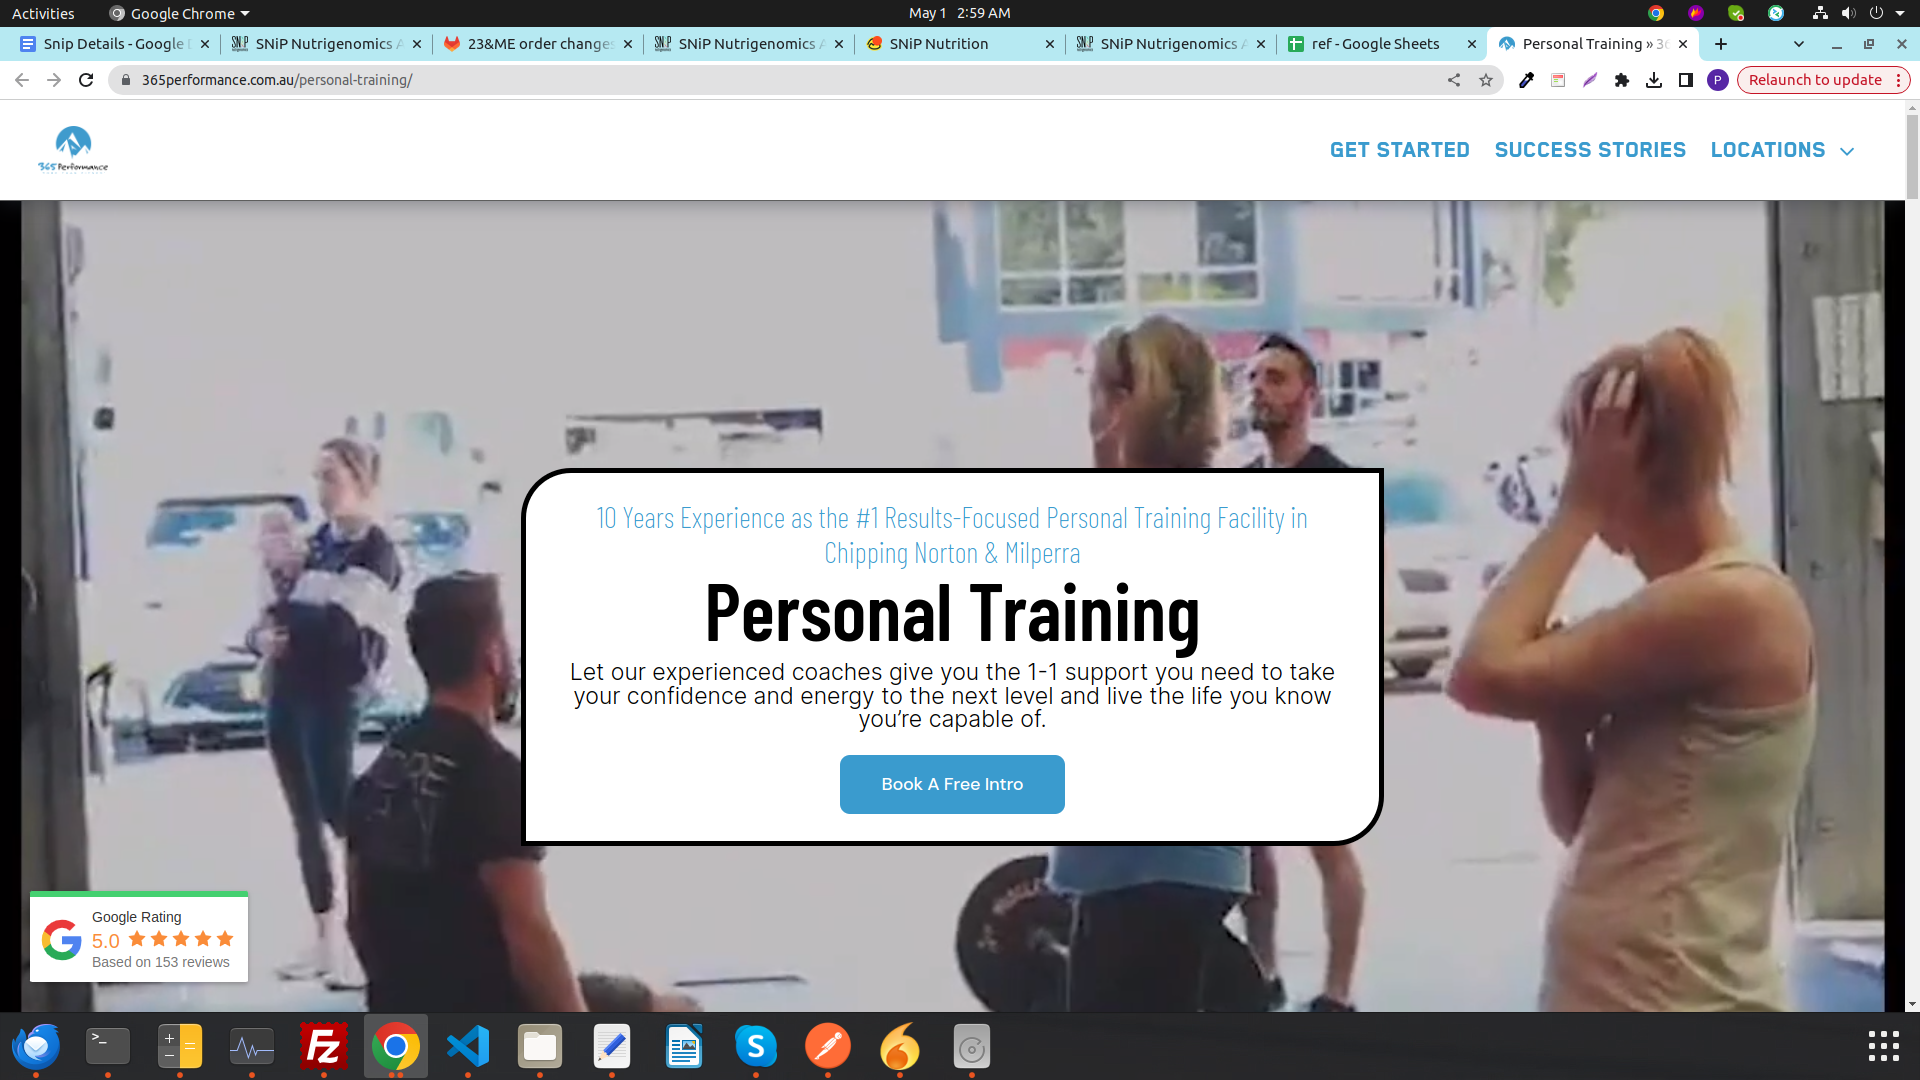 Activities
Google Chrome
May 1 2:59 AM
Snip Details - Google
SNiP Nutrigenomics A
23&ME order changes
SNiP Nutrigenomics A
SNiP Nutrition
SNiP Nutrigenomics A
ref - Google Sheets
Personal Training » 36
365performance.com.au/personal-training/
P
Relaunch to update
365 Performance
GET STARTED
SUCCESS STORIES
LOCATIONS
10 Years Experience as the #1 Results-Focused Personal Training Facility in
Chipping Norton & Milperra
Personal Training
Let our experienced coaches give you the 1-1 support you need to take
your confidence and energy to the next level and live the life you know
you’re capable of.
Book A Free Intro
Google Rating
5.0
Based on 153 reviews